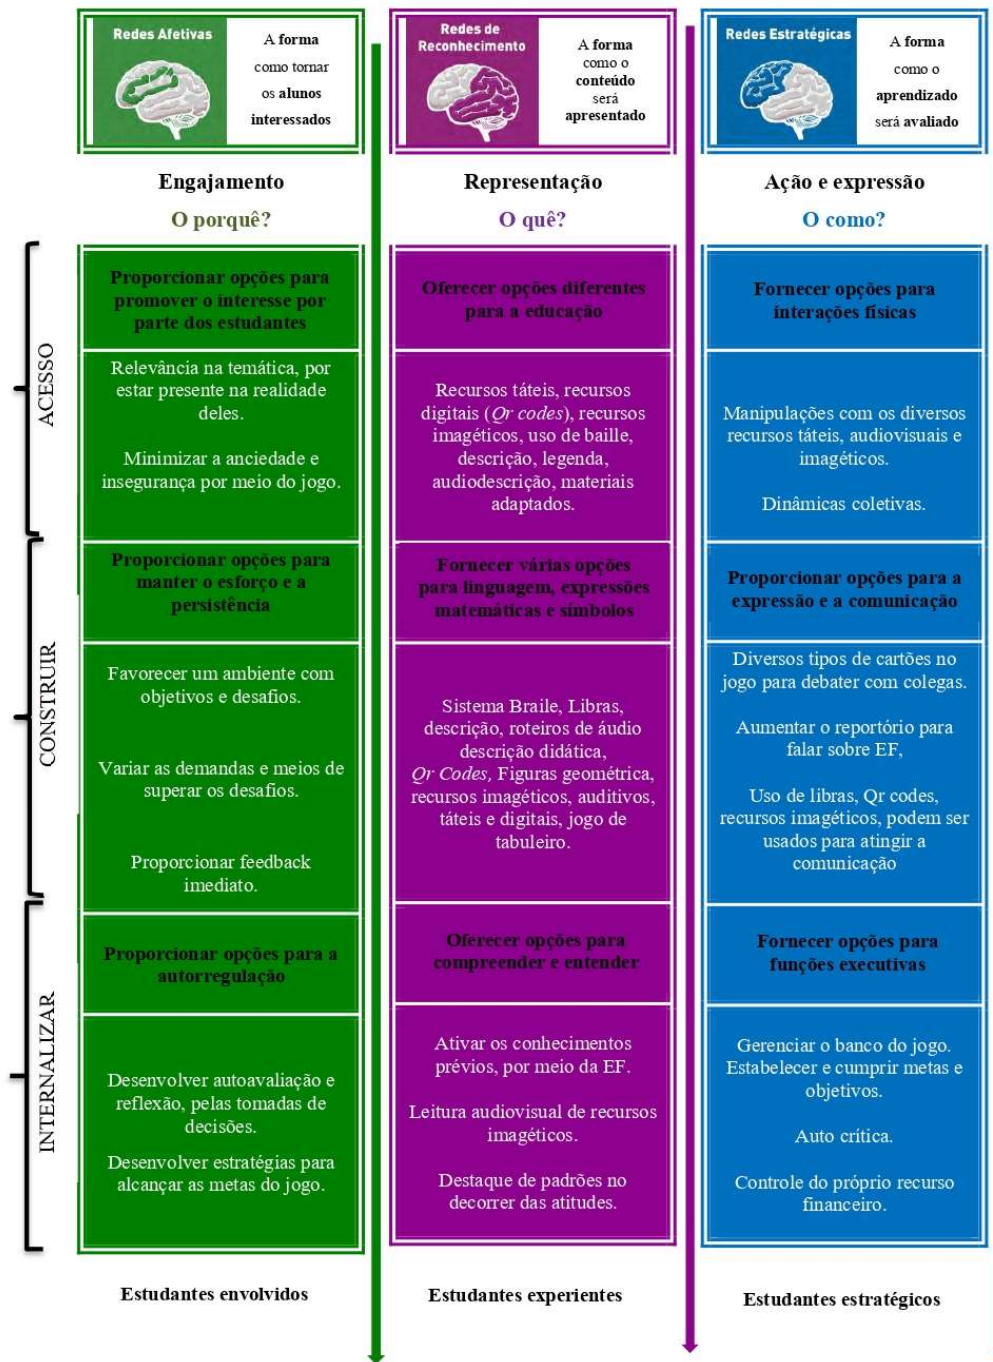 Redes Afetivas
A forma
como tornar
os alunos
interessados
Redes de
Reconhecimento
A forma
como o
conteúdo
será
apresentado
Redes Estratégicas
A forma
como o
aprendizado
será avaliado
Engajamento
O porquê?
Representação
O quê?
Ação e expressão
O como?
ACESSO
Proporcionar opções para
promover o interesse por
parte dos estudantes
Oferecer opções diferentes
para a educação
Fornecer opções para
interações físicas
Relevância na temática, por
estar presente na realidade
deles.
Minimizar a anciedade e
insegurança por meio do jogo.
Recursos táteis, recursos
digitais (Qr codes), recursos
imagéticos, uso de baille,
descrição, legenda,
audiodescrição, materiais
adaptados.
Manipulações com os diversos
recursos táteis, audiovisuais e
imagéticos.
Dinâmicas coletivas.
CONSTRUIR
Proporcionar opções para
manter o esforço e a
persistência
Fornecer várias opções
para linguagem, expressões
matemáticas e símbolos
Proporcionar opções para a
expressão e a comunicação
Favorecer um ambiente com
objetivos e desafios.
Variar as demandas e meios de
superar os desafios.
Proporcionar feedback
imediato.
Sistema Braile, Libras,
descrição, roteiros de áudio
descrição didática,
Qr Codes, Figuras geométrica,
recursos imagéticos, auditivos,
táteis e digitais, jogo de
tabuleiro.
Diversos tipos de cartões no
jogo para debater com colegas.
Aumentar o reportório para
falar sobre EF,
Uso de libras, Qr codes,
recursos imagéticos, podem ser
usados para atingir a
comunicação
INTERNALIZAR
Proporcionar opções para a
autorregulação
Oferecer opções para
compreender e entender
Fornecer opções para
funções executivas
Desenvolver autoavaliação e
reflexão, pelas tomadas de
decisões.
Desenvolver estratégias para
alcançar as metas do jogo.
Ativar os conhecimentos
prévios, por meio da EF.
Leitura audiovisual de recursos
imagéticos.
Destaque de padrões no
decorrer das atitudes.
Gerenciar o banco do jogo.
Estabelecer e cumprir metas e
objetivos.
Auto crítica.
Controle do próprio recurso
financeiro.
Estudantes envolvidos
Estudantes experientes
Estudantes estratégicos